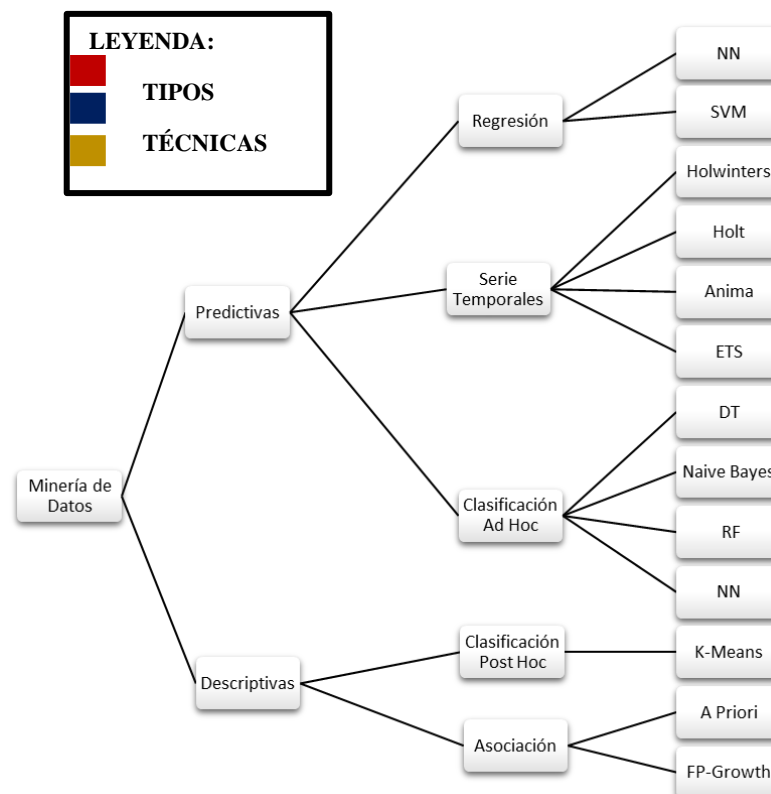 LEYENDA:
TIPOS
TÉCNICAS
NN
SVM
Regresión
Holwinters
Holt
Serie
Temporales
Anima
ETS
Predictivas
DT
Naive Bayes
Clasificación
Ad Hoc
RF
NN
Minería de
Datos
Clasificación
Post Hoc
K-Means
Descriptivas
A Priori
Asociación
FP-Growth